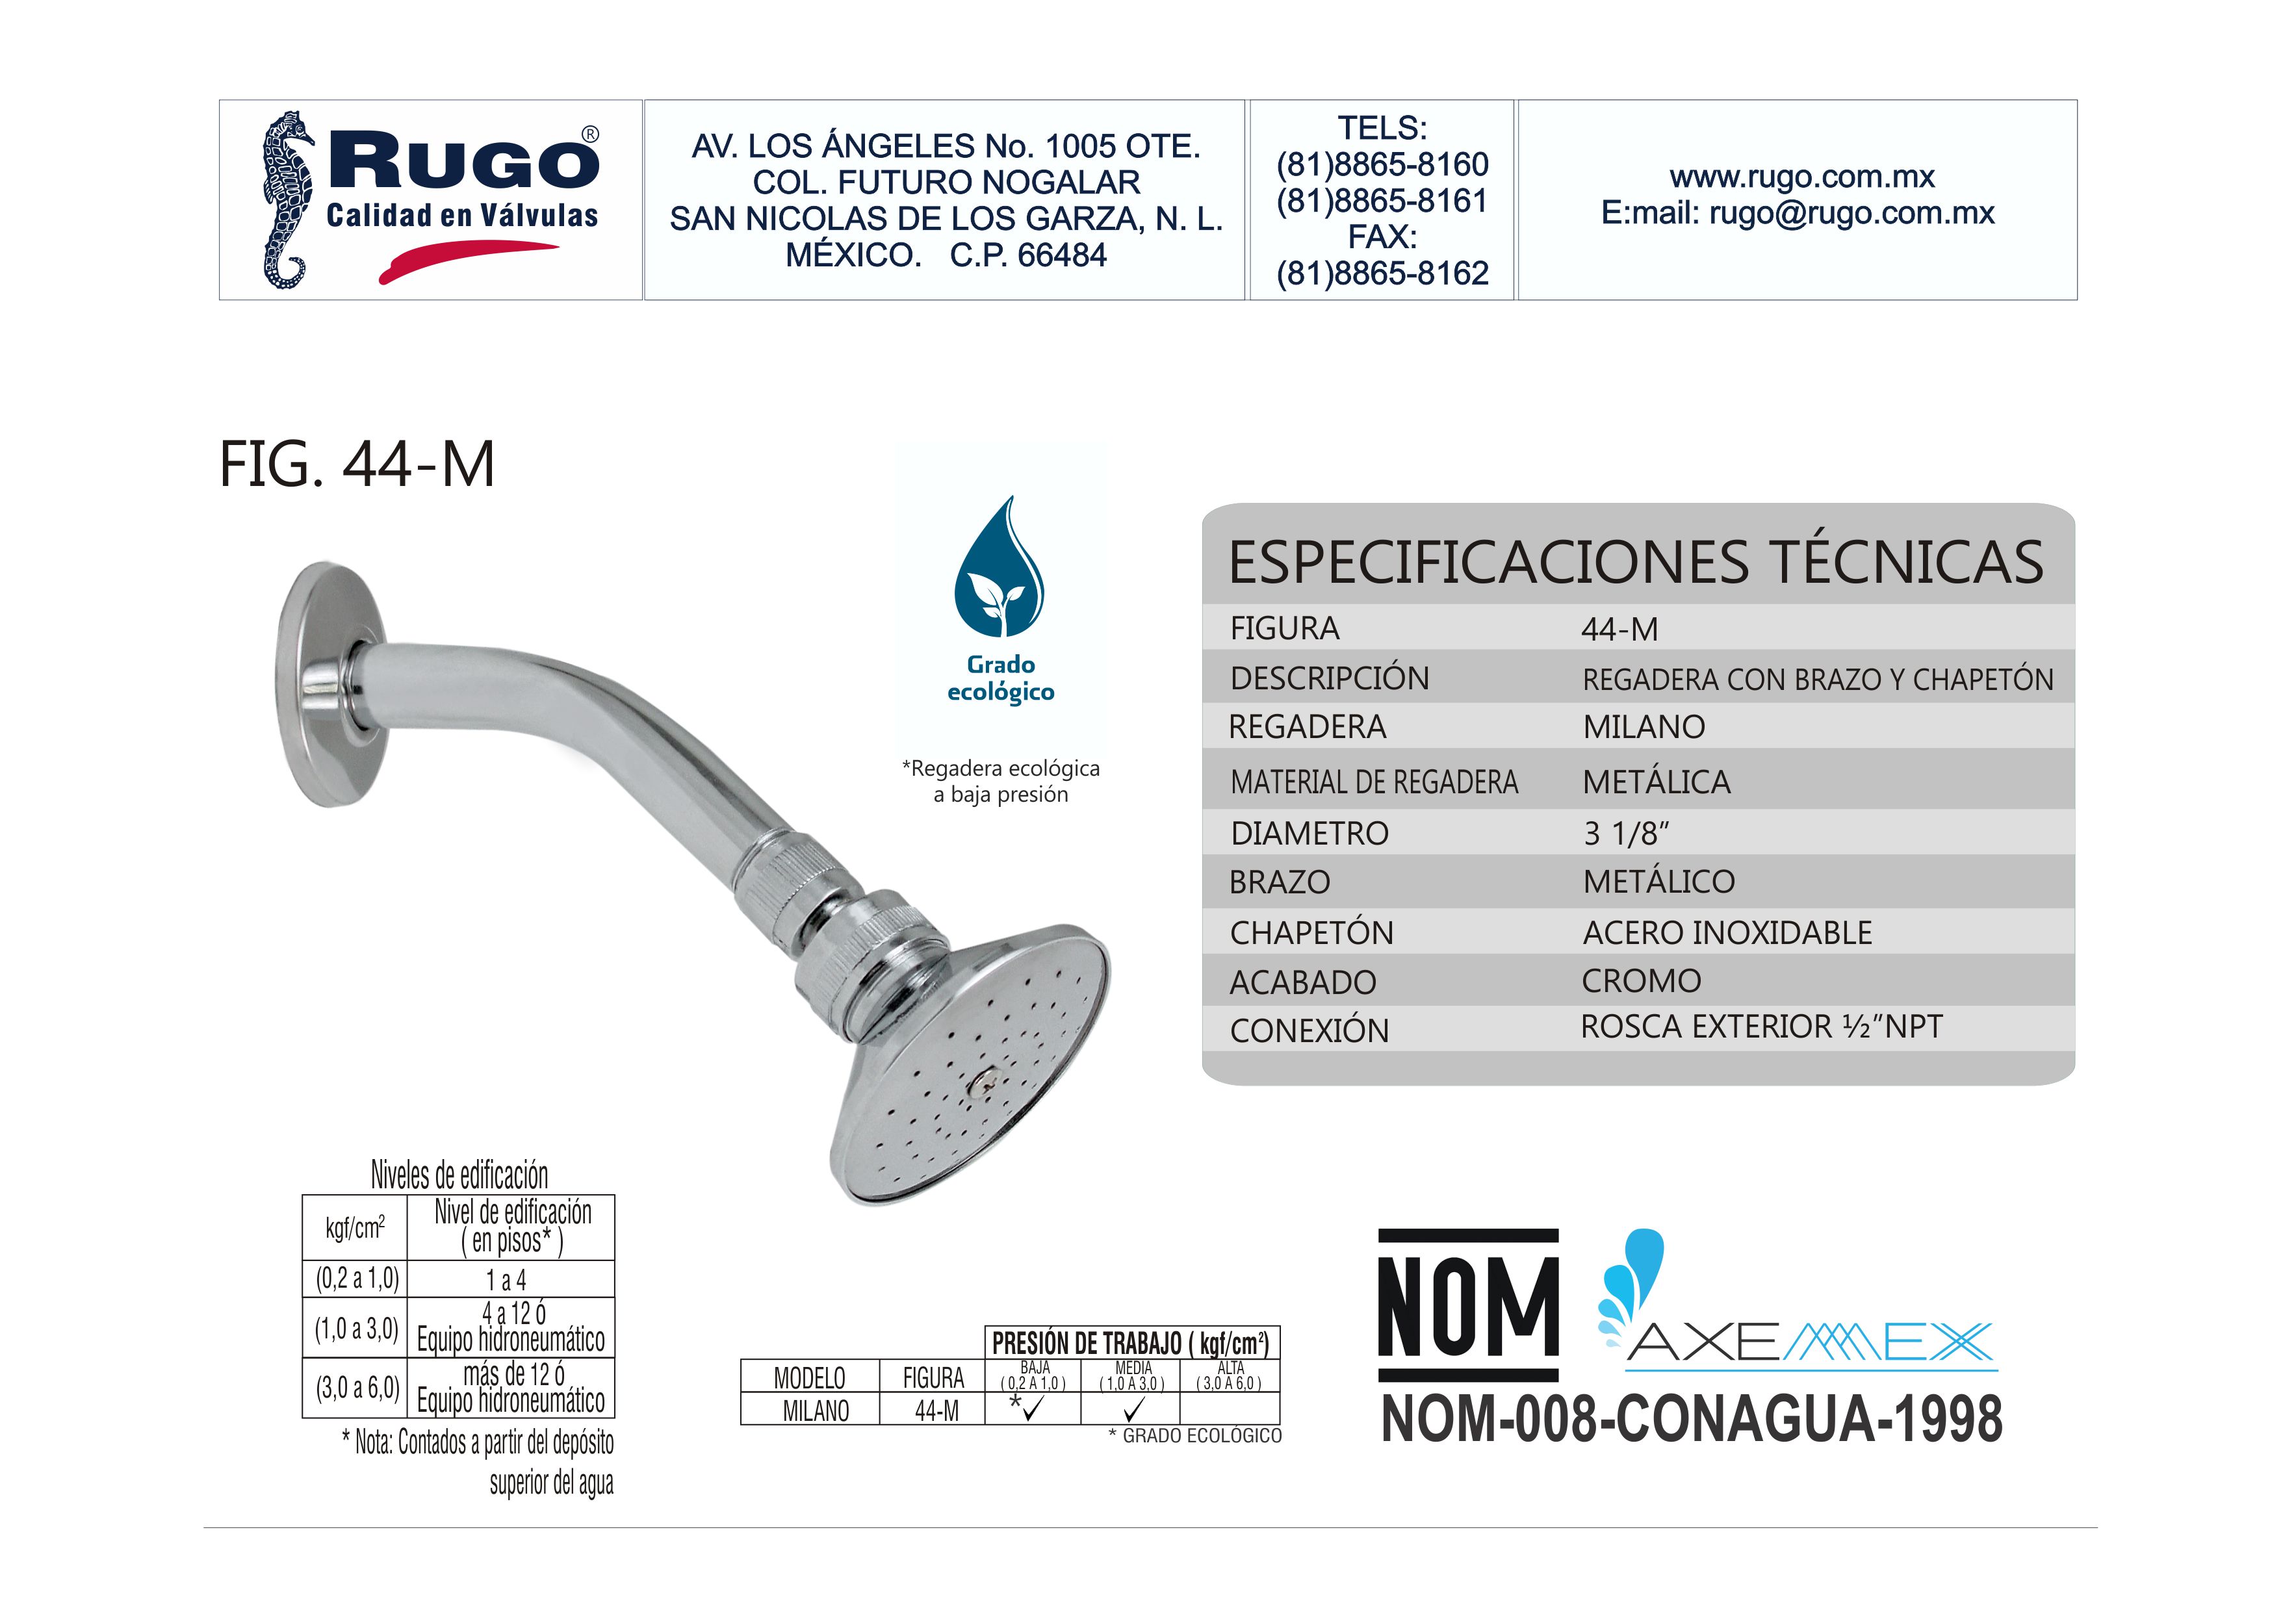 RUGO®
Calidad en Válvulas
AV. LOS ÁNGELES No. 1005 OTE.
COL. FUTURO NOGALAR
SAN NICOLAS DE LOS GARZA, N. L.
MÉXICO. C.P. 66484
TELS:
(81)8865-8160
(81)8865-8161
FAX:
(81)8865-8162
www.rugo.com.mx
E:mail: rugo@rugo.com.mx
FIG. 44-M
Grado
ecológico
*Regadera ecológica
a baja presión
ESPECIFICACIONES TÉCNICAS
FIGURA 44-M
DESCRIPCIÓN REGADERA CON BRAZO Y CHAPETÓN
REGADERA MILANO
MATERIAL DE REGADERA METÁLICA
DIAMETRO 3 1/8”
BRAZO METÁLICO
CHAPETÓN ACERO INOXIDABLE
ACABADO CROMO
CONEXIÓN ROSCA EXTERIOR ½”NPT
Niveles de edificación
kgf/cm² Nivel de edificación
( en pisos* )
(0,2 a 1,0) 1 a 4
(1,0 a 3,0) 4 a 12 ó
Equipo hidroneumático
(3,0 a 6,0) más de 12 ó
Equipo hidroneumático
* Nota: Contados a partir del depósito
superior del agua
PRESIÓN DE TRABAJO ( kgf/cm²)
MODELO FIGURA BAJA MEDIA ALTA
( 0,2 A 1,0 ) ( 1,0 A 3,0 ) ( 3,0 A 6,0 )
MILANO 44-M *✓ ✓
* GRADO ECOLÓGICO
NOM
AXEMEX
NOM-008-CONAGUA-1998